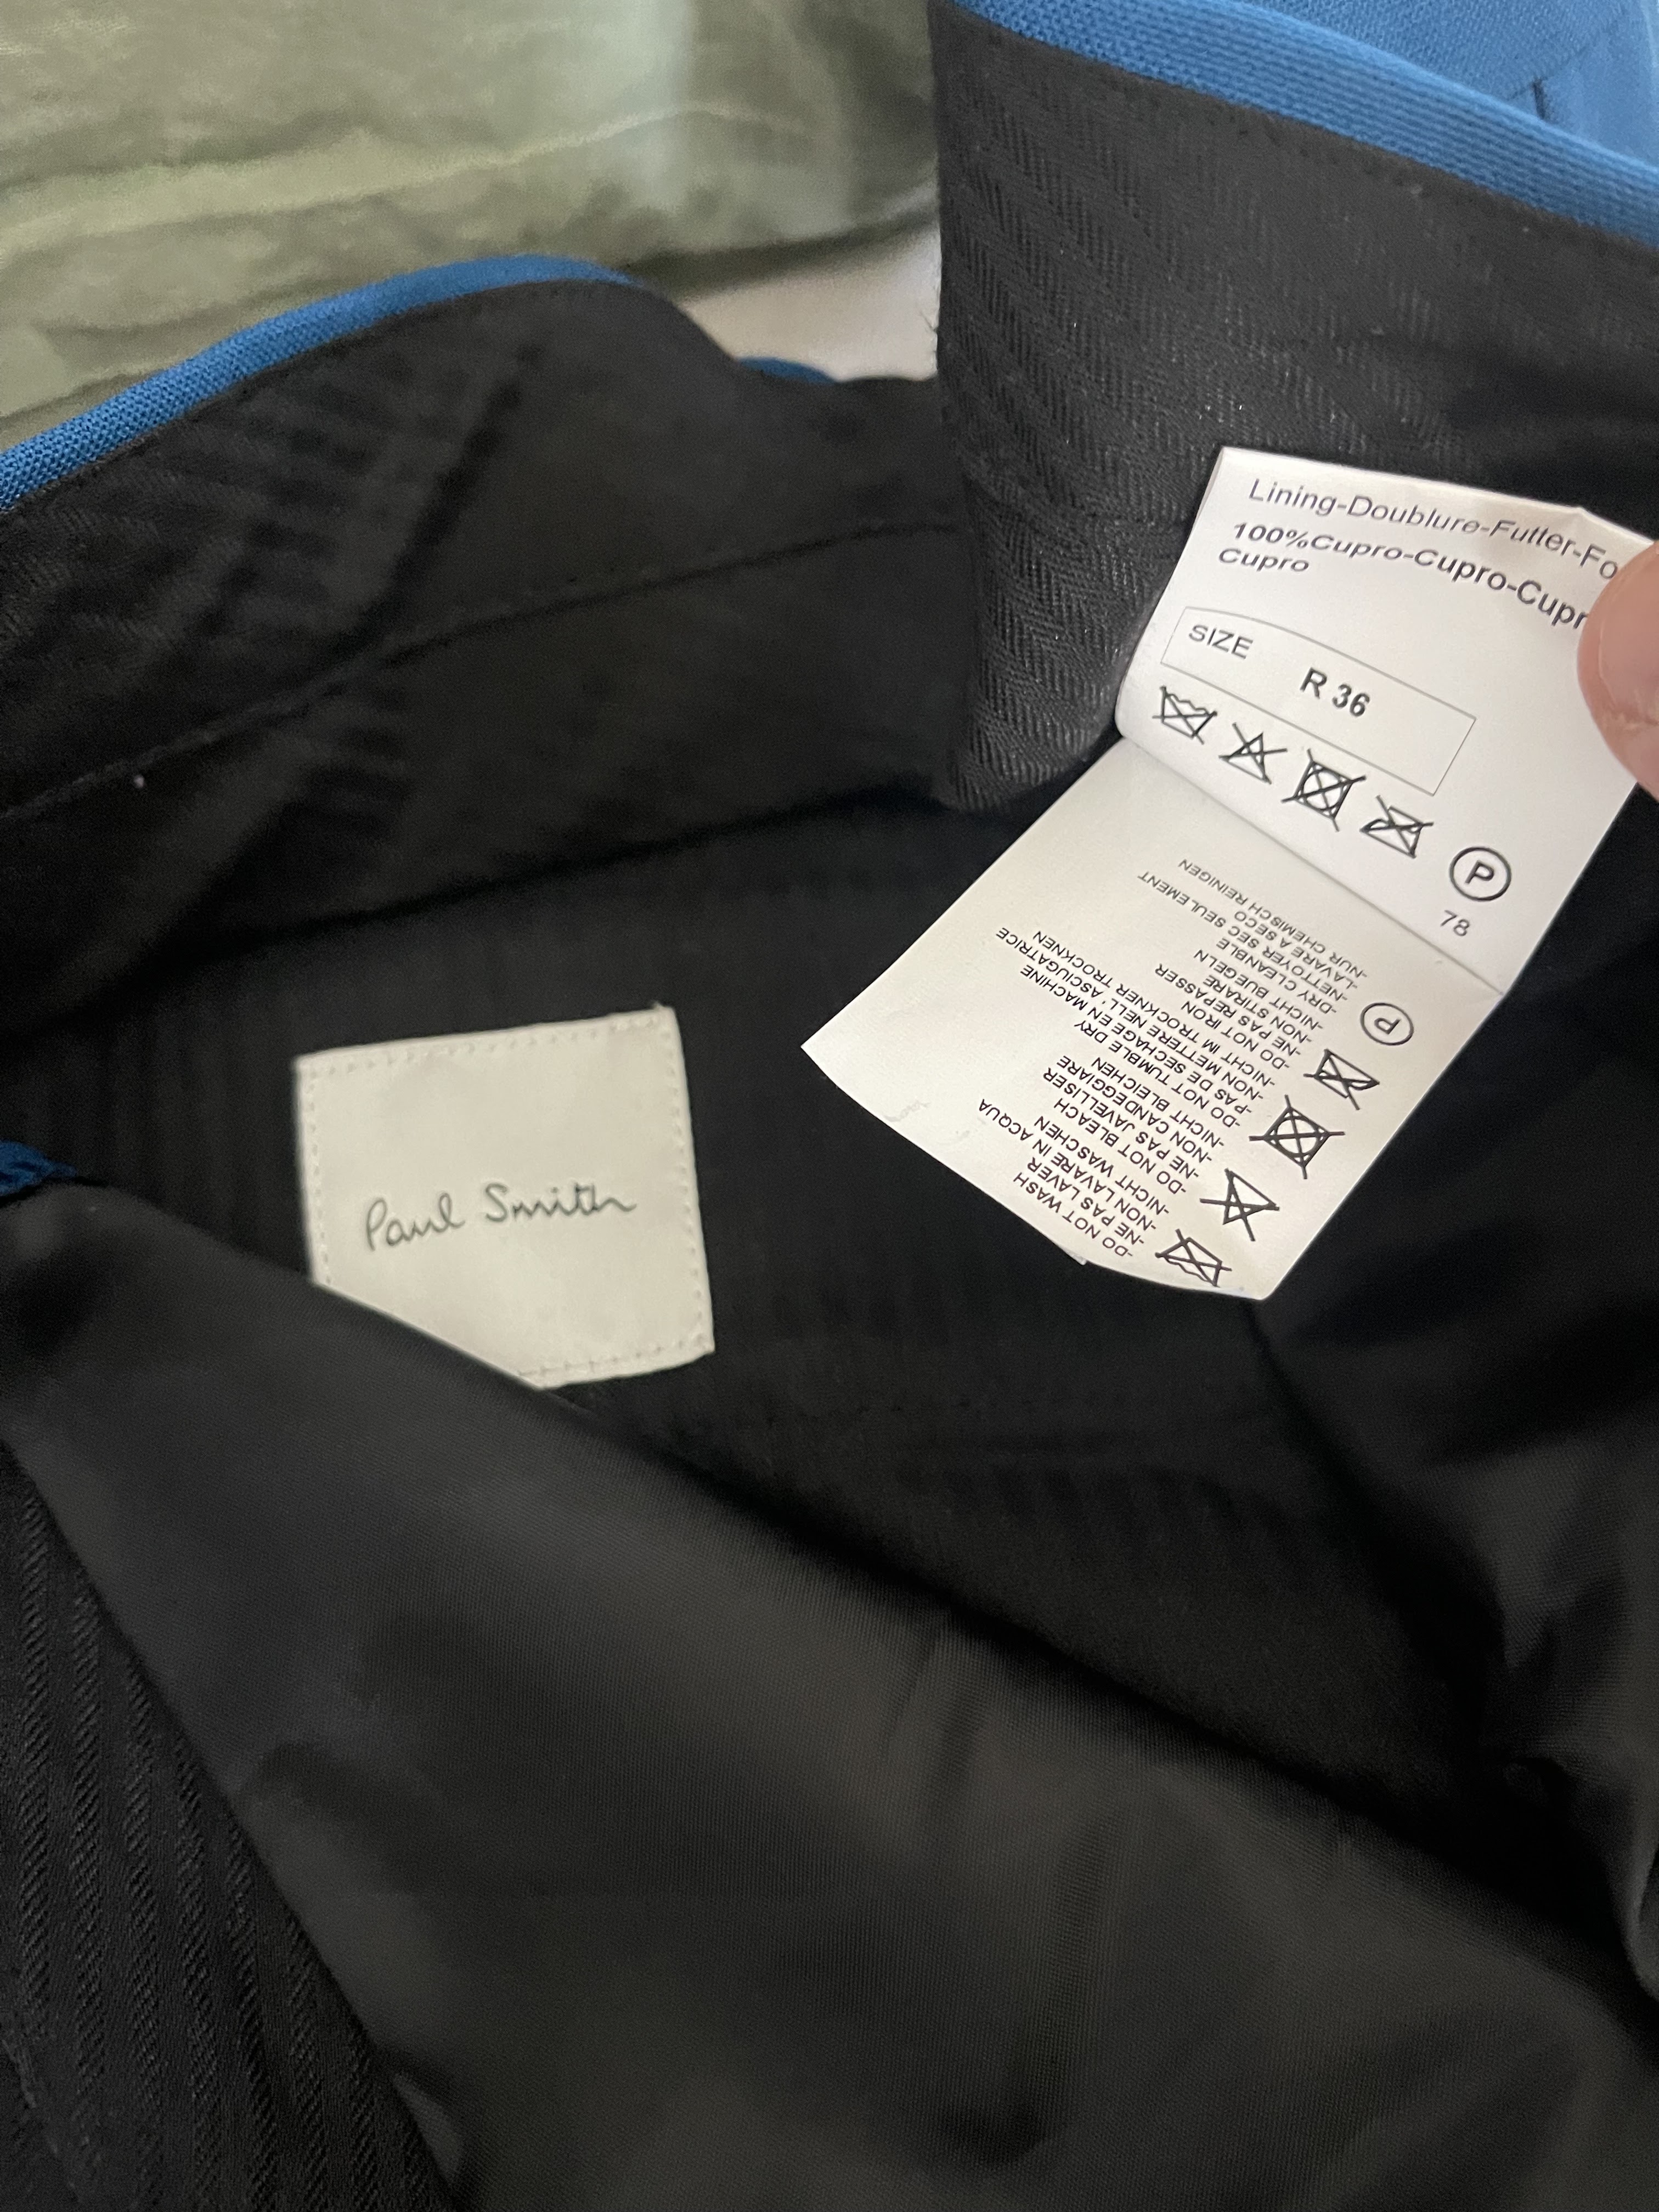 Lining-Doublure-Futter-Fo
100%Cupro-Cupro-Cupr
Cupro
SIZE R 36
P
78
-DO NOT WASH
-NE PAS LAVER
-NON LAVARE IN ACQUA
-NICHT WASCHEN
-DO NOT BLEACH
-NE PAS JAVELLISER
-NON CANDEGGIARE
-NICHT BLEICHEN
-DO NOT TUMBLE DRY
-PAS DE SECHAGE EN MACHINE
-NON METTERE NELL' ASCIUGATRICE
-NICHT IM TROCKNER TROCKNEN
-DO NOT IRON
-NE PAS REPASSER
-NON STIRARE
-NICHT BUEGELN
P
-DRY CLEANBLE
-NETTOYER SEC SEULEMENT
-LAVARE A SECO
-NUR CHEMISCH REINIGEN
Paul Smith